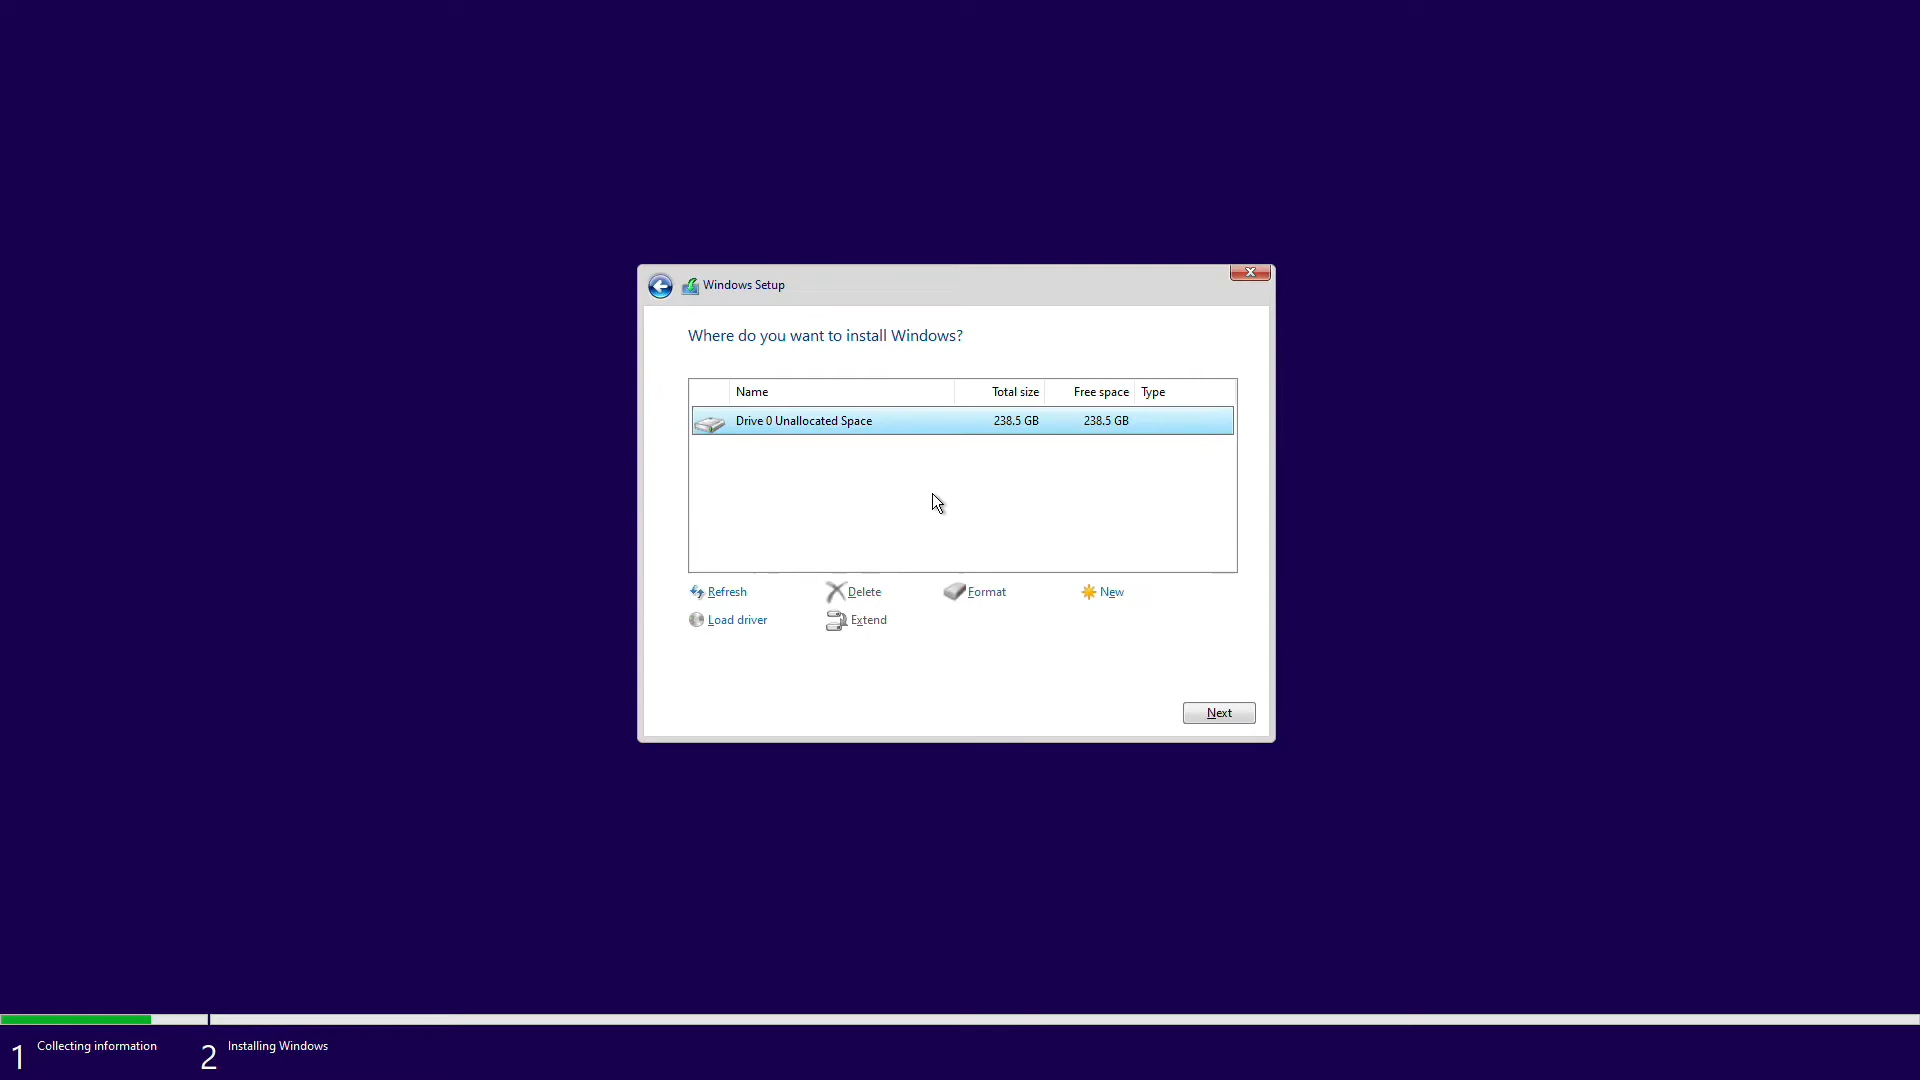 Windows Setup
Where do you want to install Windows?
Name Total size Free space Type
Drive 0 Unallocated Space 238.5 GB 238.5 GB
Refresh Delete Format New
Load driver Extend
Next
1 Collecting information 2 Installing Windows